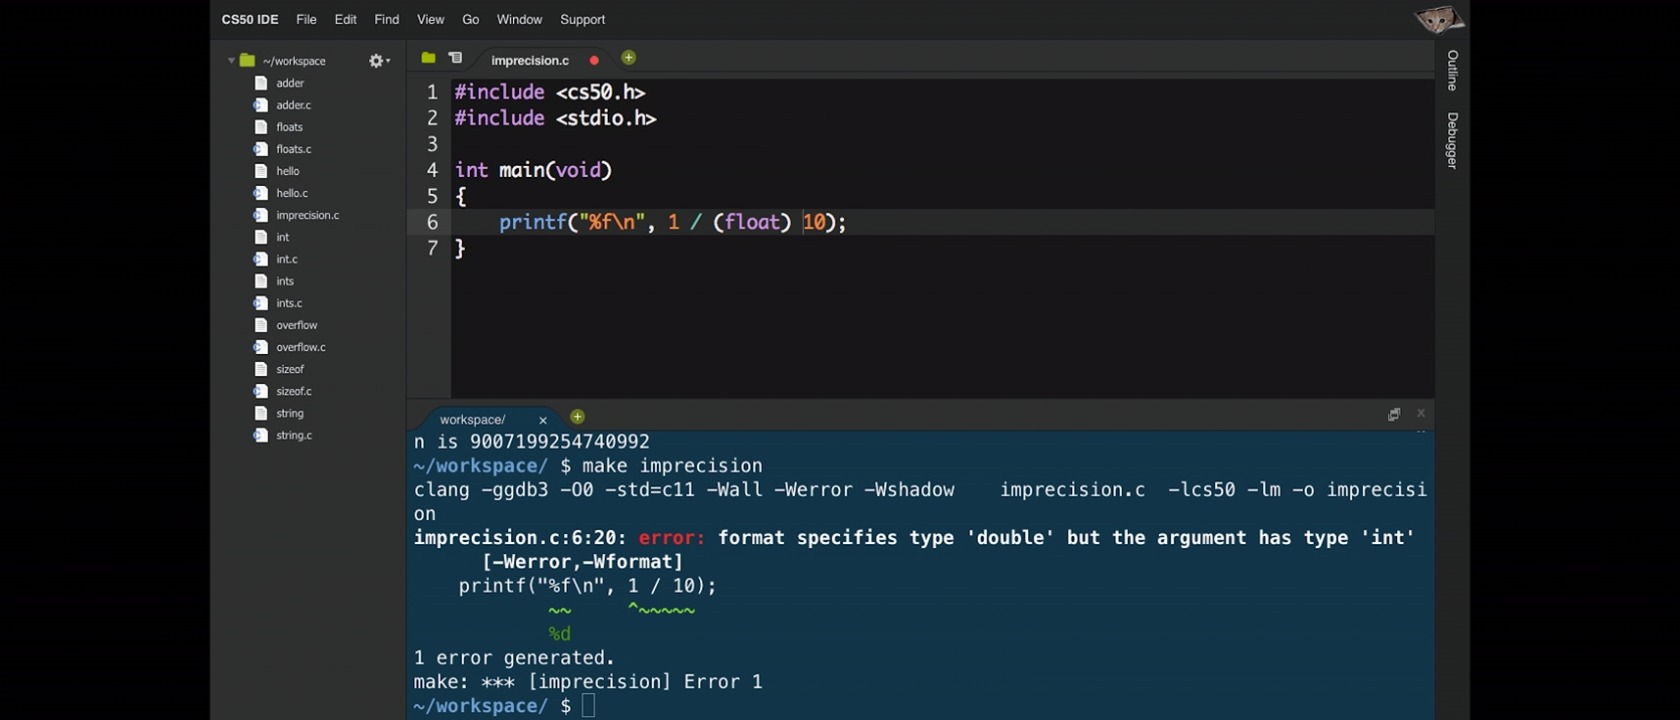 CS50 IDE File Edit Find View Go Window Support
~/workspace
adder
adder.c
floats
floats.c
hello
hello.c
imprecision.c
int
int.c
ints
ints.c
overflow
overflow.c
sizeof
sizeof.c
string
string.c
imprecision.c
1 #include <cs50.h>
2 #include <stdio.h>
3
4 int main(void)
5 {
6     printf("%f\n", 1 / (float) 10);
7 }
Outline
Debugger
workspace/
n is 9007199254740992
~/workspace/ $ make imprecision
clang -ggdb3 -O0 -std=c11 -Wall -Werror -Wshadow    imprecision.c  -lcs50 -lm -o imprecisi
on
imprecision.c:6:20: error: format specifies type 'double' but the argument has type 'int'
      [-Werror,-Wformat]
    printf("%f\n", 1 / 10);
            ~~     ^~~~~~
            %d
1 error generated.
make: *** [imprecision] Error 1
~/workspace/ $